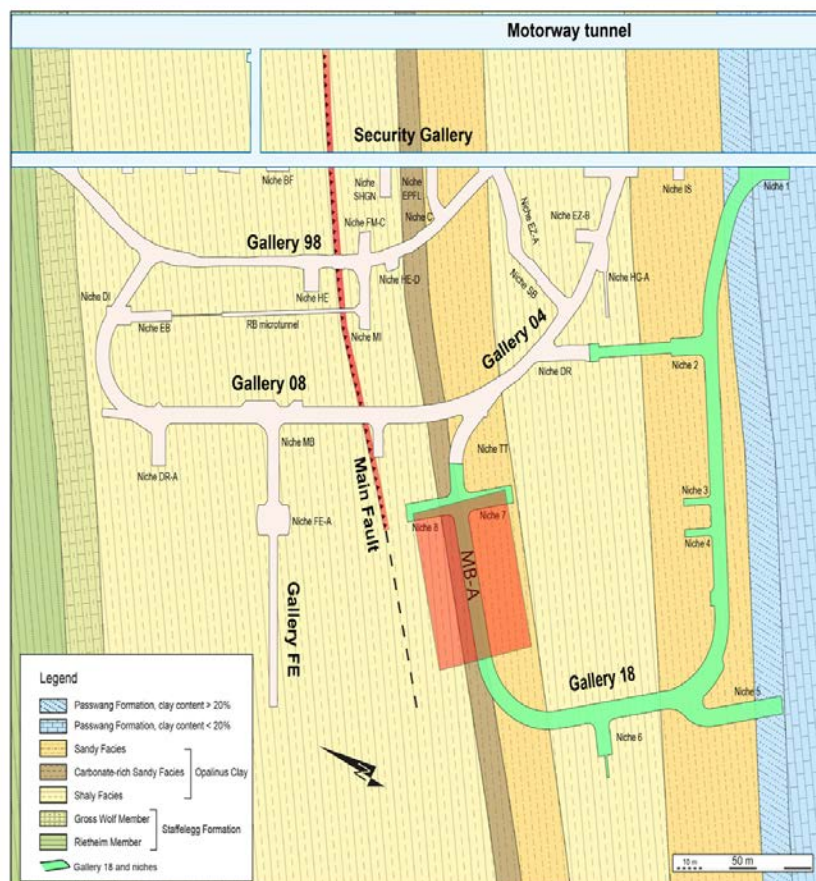 Motorway tunnel
Security Gallery
Niche BF
Niche
SHGN
Niche
EPFL
Niche 1
Niche IS
Niche C
Niche FM-C
Niche EZ-A
Niche EZ-B
Gallery 98
Niche HE-D
Niche HG-A
Niche SB
Niche DI
Niche HE
Niche EB
RB microtunnel
Niche MI
Gallery 04
Niche DR
Niche 2
Gallery 08
Niche MB
Niche TT
Niche DR-A
Main Fault
Niche 3
Niche FE-A
Niche 8
Niche 7
Niche 4
MB-A
Gallery FE
Gallery 18
Niche 5
Niche 6
Legend
Passwang Formation, clay content > 20%
Passwang Formation, clay content < 20%
Sandy Facies
Carbonate-rich Sandy Facies
Opalinus Clay
Shaly Facies
Gross Wolf Member
Staffelegg Formation
Rietheim Member
Gallery 18 and niches
N
10 m
50 m